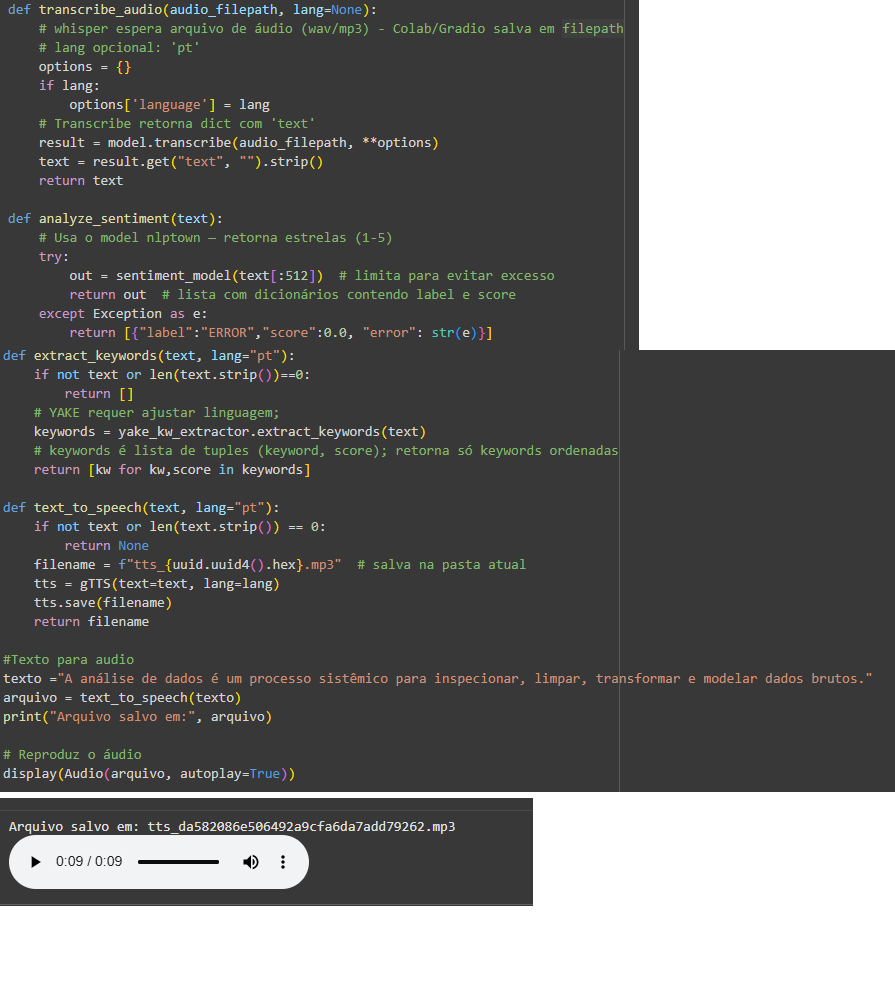 def transcribe_audio(audio_filepath, lang=None):
    # whisper espera arquivo de áudio (wav/mp3) - Colab/Gradio salva em filepath
    # lang opcional: 'pt'
    options = {}
    if lang:
        options['language'] = lang
    # Transcribe retorna dict com 'text'
    result = model.transcribe(audio_filepath, **options)
    text = result.get("text", "").strip()
    return text

def analyze_sentiment(text):
    # Usa o model nlptown — retorna estrelas (1-5)
    try:
        out = sentiment_model(text[:512])  # limita para evitar excesso
        return out  # lista com dicionários contendo label e score
    except Exception as e:
        return [{"label":"ERROR","score":0.0, "error": str(e)}]
def extract_keywords(text, lang="pt"):
    if not text or len(text.strip())==0:
        return []
    # YAKE requer ajustar linguagem;
    keywords = yake_kw_extractor.extract_keywords(text)
    # keywords é lista de tuples (keyword, score); retorna só keywords ordenadas
    return [kw for kw,score in keywords]

def text_to_speech(text, lang="pt"):
    if not text or len(text.strip()) == 0:
        return None
    filename = f"tts_{uuid.uuid4().hex}.mp3"  # salva na pasta atual
    tts = gTTS(text=text, lang=lang)
    tts.save(filename)
    return filename

#Texto para audio
texto ="A análise de dados é um processo sistêmico para inspecionar, limpar, transformar e modelar dados brutos."
arquivo = text_to_speech(texto)
print("Arquivo salvo em:", arquivo)

# Reproduz o áudio
display(Audio(arquivo, autoplay=True))
Arquivo salvo em: tts_da582086e506492a9cfa6da7add79262.mp3
0:09 / 0:09